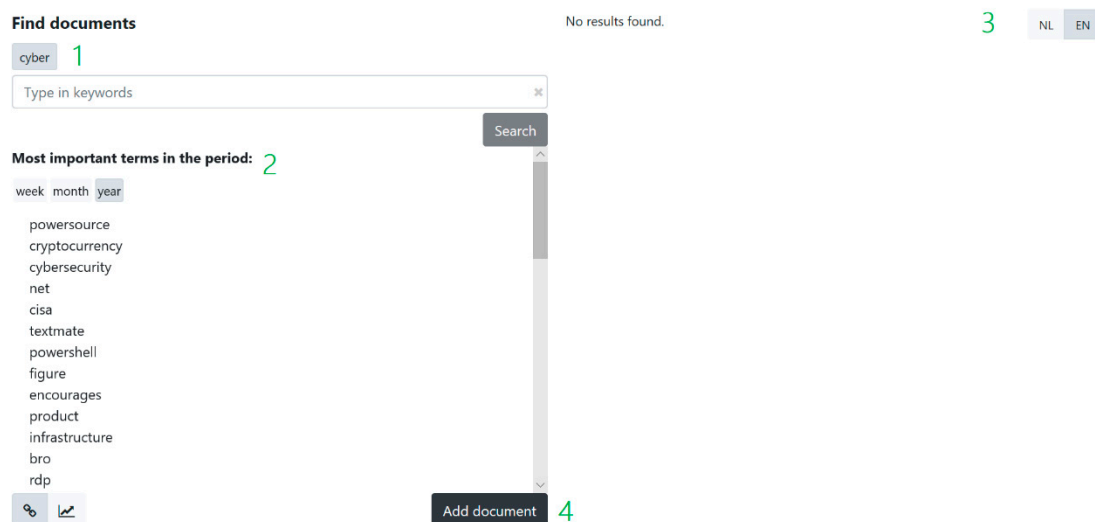 Find documents
cyber 1
Type in keywords
Search
Most important terms in the period: 2
week month year
powersource
cryptocurrency
cybersecurity
net
cisa
textmate
powershell
figure
encourages
product
infrastructure
bro
rdp
Add document 4
No results found.
3 NL EN